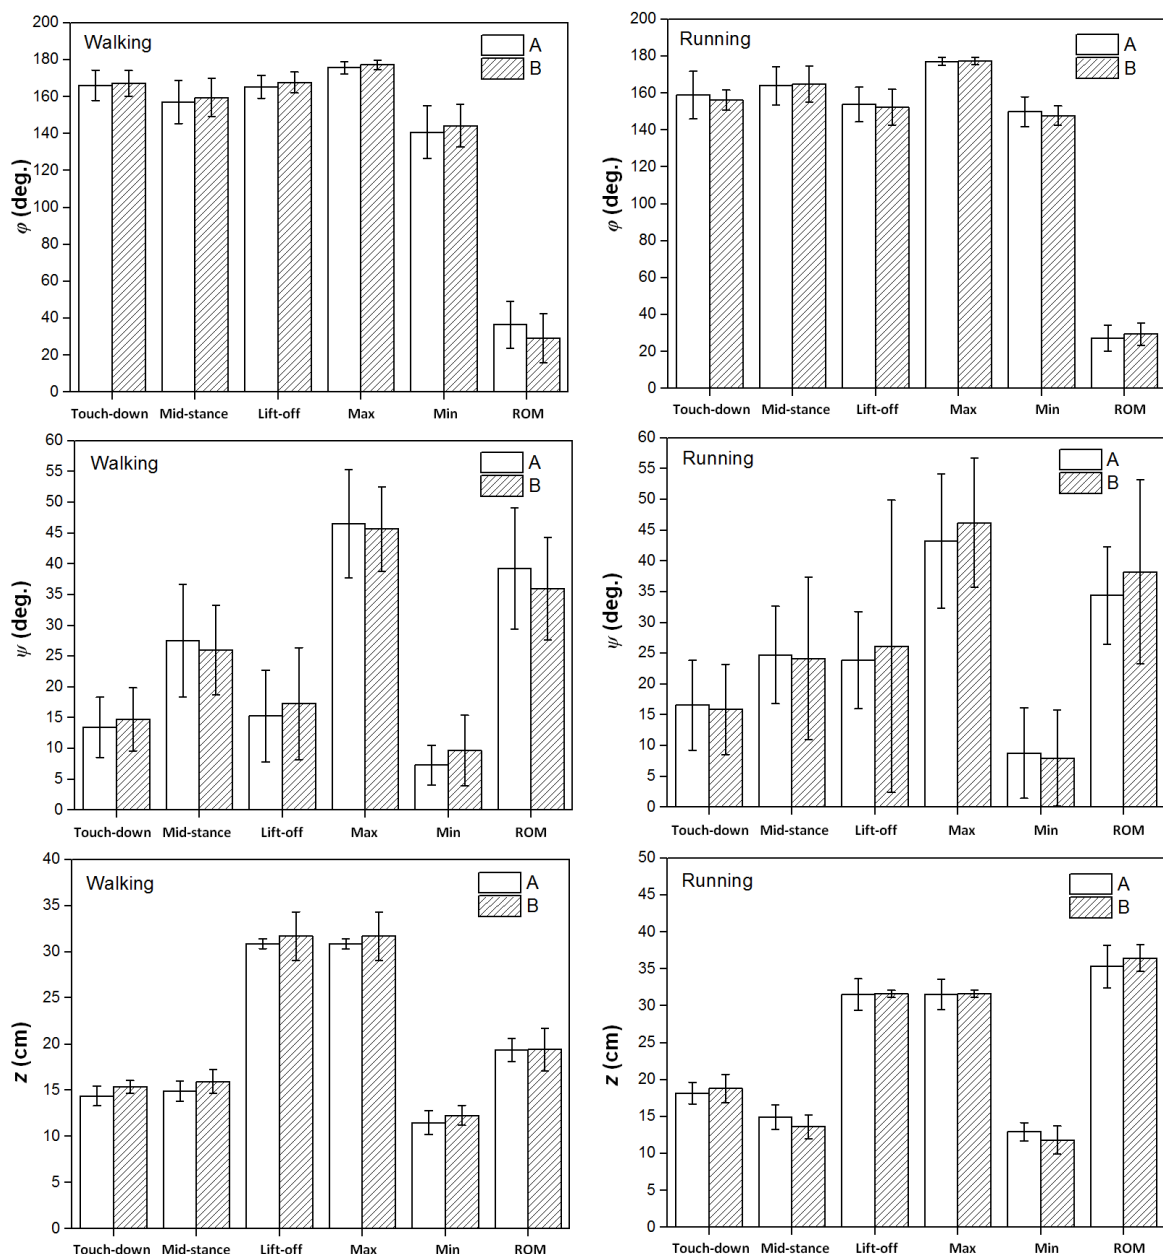 Walking
A
B
φ (deg.)
200
180
160
140
120
100
80
60
40
20
0
Touch-down Mid-stance Lift-off Max Min ROM
Running
A
B
φ (deg.)
200
180
160
140
120
100
80
60
40
20
0
Touch-down Mid-stance Lift-off Max Min ROM
Walking
A
B
ψ (deg.)
60
55
50
45
40
35
30
25
20
15
10
5
0
Touch-down Mid-stance Lift-off Max Min ROM
Running
A
B
ψ (deg.)
60
55
50
45
40
35
30
25
20
15
10
5
0
Touch-down Mid-stance Lift-off Max Min ROM
Walking
A
B
z (cm)
40
35
30
25
20
15
10
5
0
Touch-down Mid-stance Lift-off Max Min ROM
Running
A
B
z (cm)
50
45
40
35
30
25
20
15
10
5
0
Touch-down Mid-stance Lift-off Max Min ROM